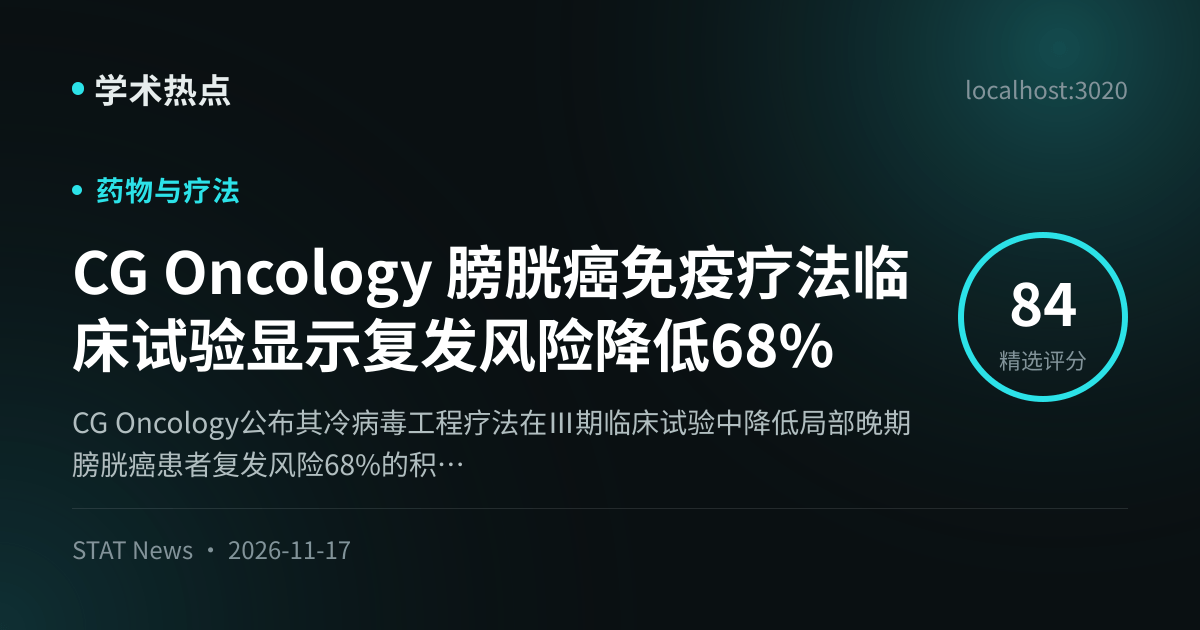 学术热点
localhost:3020
药物与疗法
CG Oncology 膀胱癌免疫疗法临
床试验显示复发风险降低68%
84
精选评分
CG Oncology公布其冷病毒工程疗法在III期临床试验中降低局部晚期
膀胱癌患者复发风险68%的积…
STAT News · 2026-11-17